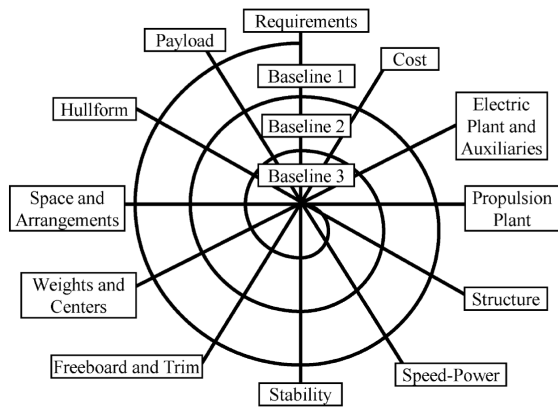 Requirements
Payload
Cost
Baseline 1
Hullform
Electric
Plant and
Auxiliaries
Baseline 2
Baseline 3
Space and
Arrangements
Propulsion
Plant
Weights and
Centers
Structure
Freeboard and Trim
Speed-Power
Stability